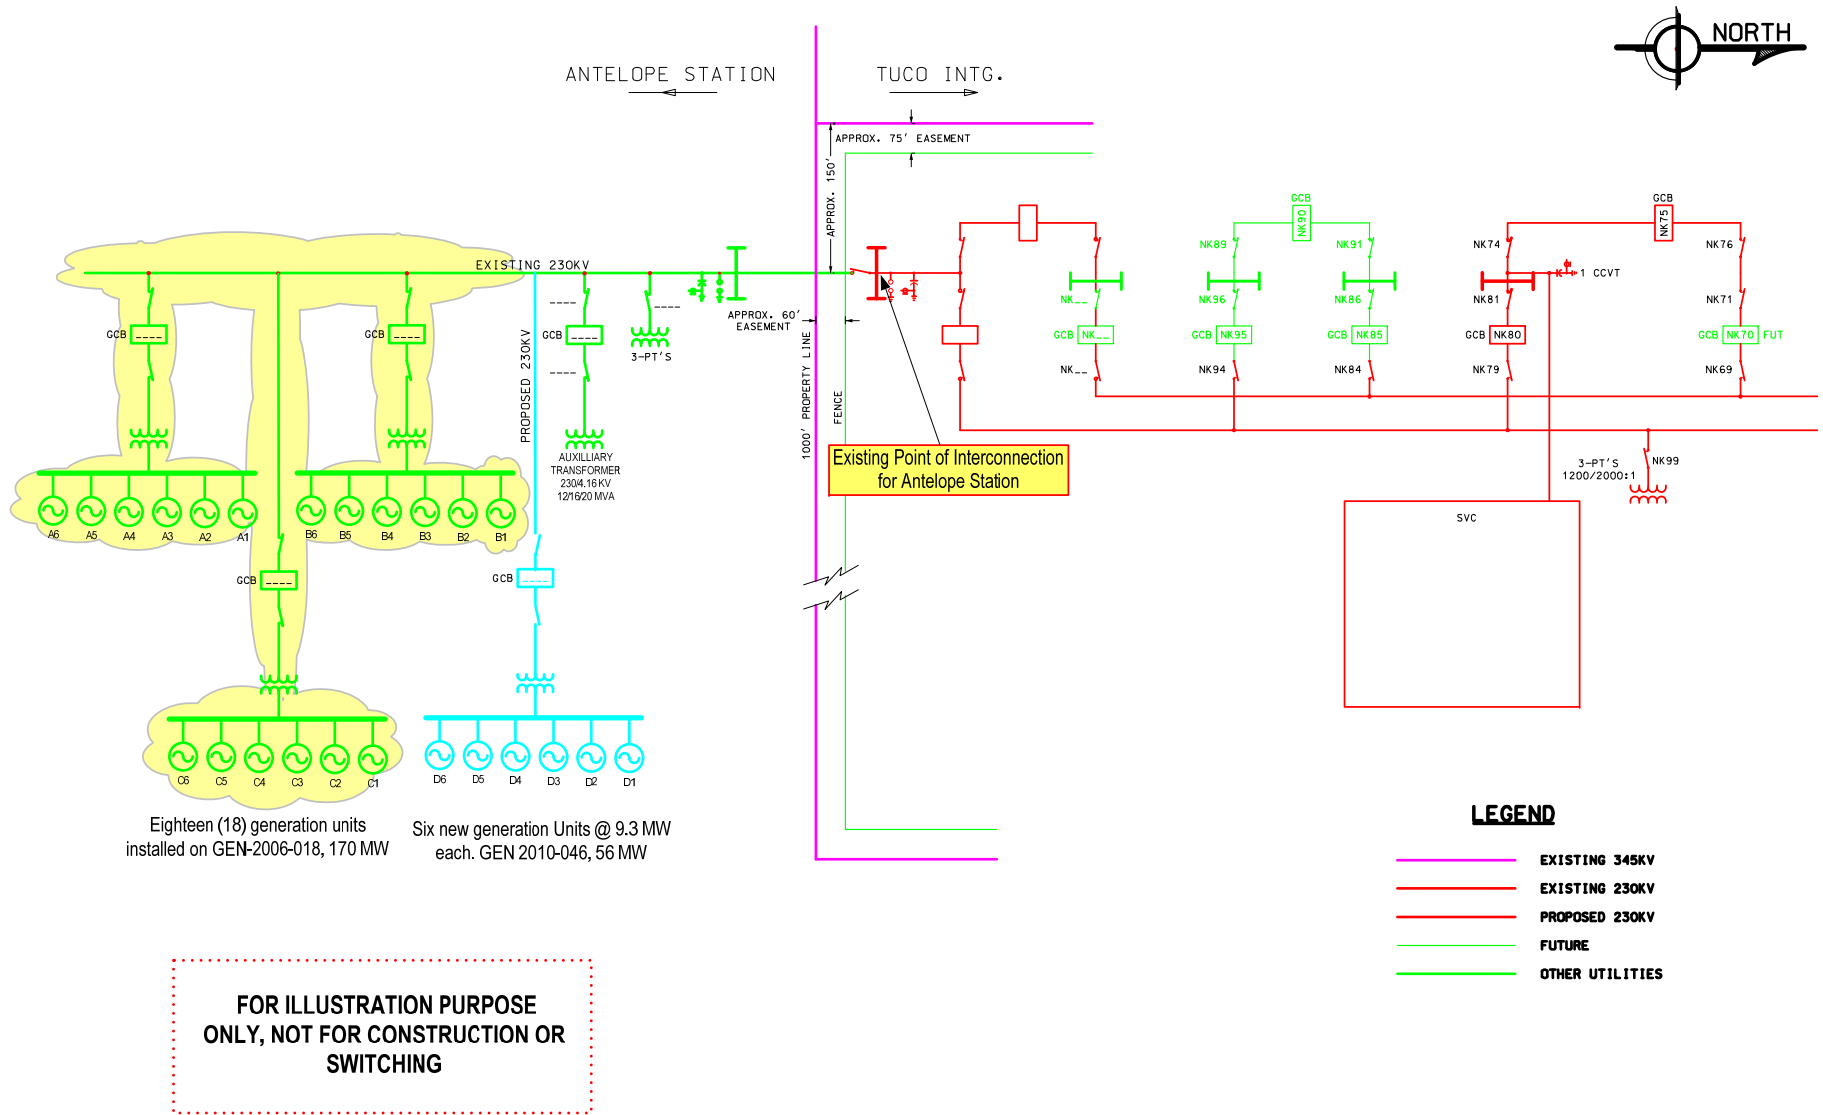 NORTH
ANTELOPE STATION
TUCO INTG.
APPROX. 75' EASEMENT
APPROX. 150'
GCB
NK90
GCB
NK75
NK89
NK91
NK74
NK76
EXISTING 230KV
1 CCVT
NK__
NK96
NK86
NK81
NK71
APPROX. 60'
EASEMENT
GCB
----
GCB
----
----
GCB
----
----
----
3-PT'S
PROPOSED 230KV
1000' PROPERTY LINE
FENCE
GCB
NK__
GCB
NK95
GCB
NK85
GCB
NK80
GCB
NK70
FUT
NK__
NK94
NK84
NK79
NK69
AUXILLIARY
TRANSFORMER
230/4.16 KV
12/16/20 MVA
Existing Point of Interconnection
for Antelope Station
3-PT'S
1200/2000:1
NK99
SVC
A6
A5
A4
A3
A2
A1
B6
B5
B4
B3
B2
B1
GCB
----
GCB
----
C6
C5
C4
C3
C2
C1
D6
D5
D4
D3
D2
D1
Eighteen (18) generation units
installed on GEN-2006-018, 170 MW
Six new generation Units @ 9.3 MW
each. GEN 2010-046, 56 MW
LEGEND
EXISTING 345KV
EXISTING 230KV
PROPOSED 230KV
FUTURE
OTHER UTILITIES
FOR ILLUSTRATION PURPOSE
ONLY, NOT FOR CONSTRUCTION OR
SWITCHING